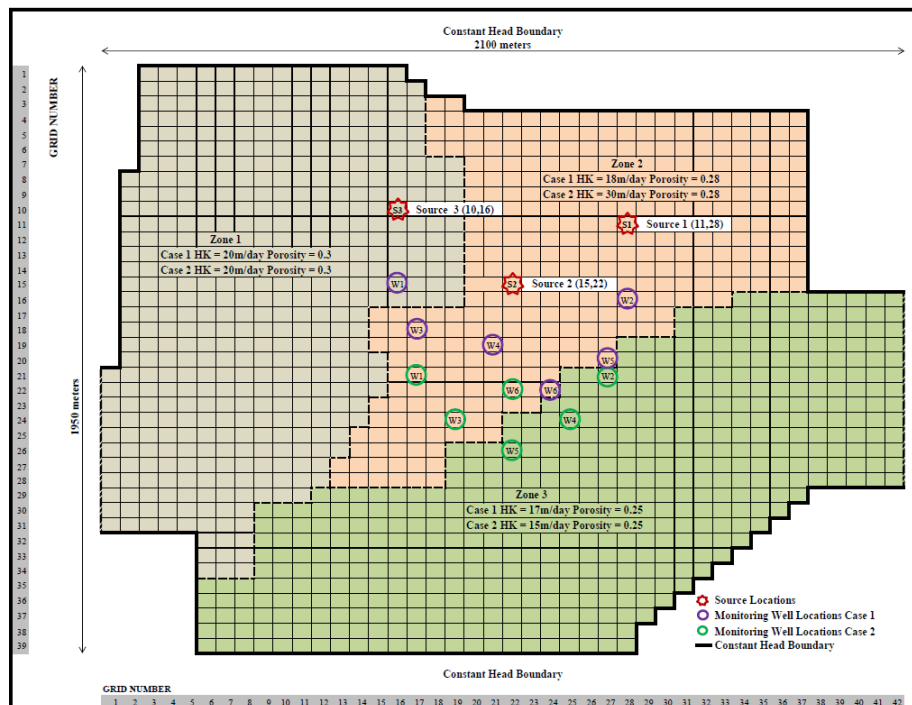 Constant Head Boundary
2100 meters
GRID NUMBER
1950 meters
1
2
3
4
5
6
7
8
9
10
11
12
13
14
15
16
17
18
19
20
21
22
23
24
25
26
27
28
29
30
31
32
33
34
35
36
37
38
39
Zone 2
Case 1 HK = 18m/day Porosity = 0.28
Case 2 HK = 30m/day Porosity = 0.28
S3 Source 3 (10,16)
S1 Source 1 (11,28)
Zone 1
Case 1 HK = 20m/day Porosity = 0.3
Case 2 HK = 20m/day Porosity = 0.3
W1
S2 Source 2 (15,22)
W2
W3
W4
W5
W1
W2
W6
W6
W3
W4
W5
Zone 3
Case 1 HK = 17m/day Porosity = 0.25
Case 2 HK = 15m/day Porosity = 0.25
Source Locations
Monitoring Well Locations Case 1
Monitoring Well Locations Case 2
Constant Head Boundary
Constant Head Boundary
GRID NUMBER
1 2 3 4 5 6 7 8 9 10 11 12 13 14 15 16 17 18 19 20 21 22 23 24 25 26 27 28 29 30 31 32 33 34 35 36 37 38 39 40 41 42